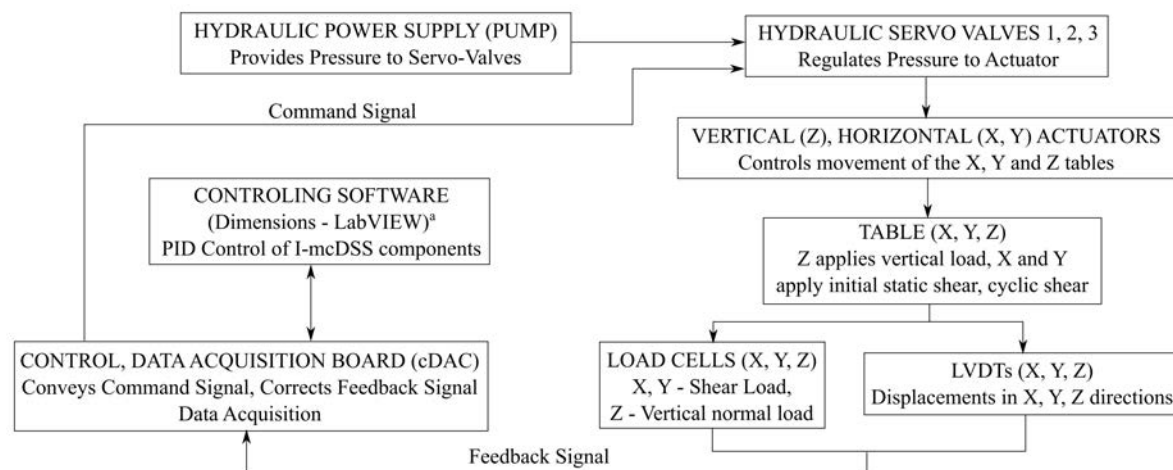 HYDRAULIC POWER SUPPLY (PUMP)
Provides Pressure to Servo-Valves
HYDRAULIC SERVO VALVES 1, 2, 3
Regulates Pressure to Actuator
Command Signal
VERTICAL (Z), HORIZONTAL (X, Y) ACTUATORS
Controls movement of the X, Y and Z tables
CONTROLING SOFTWARE
(Dimensions - LabVIEW)ª
PID Control of I-mcDSS components
TABLE (X, Y, Z)
Z applies vertical load, X and Y
apply initial static shear, cyclic shear
CONTROL, DATA ACQUISITION BOARD (cDAC)
Conveys Command Signal, Corrects Feedback Signal
Data Acquisition
LOAD CELLS (X, Y, Z)
X, Y - Shear Load,
Z - Vertical normal load
LVDTs (X, Y, Z)
Displacements in X, Y, Z directions
Feedback Signal